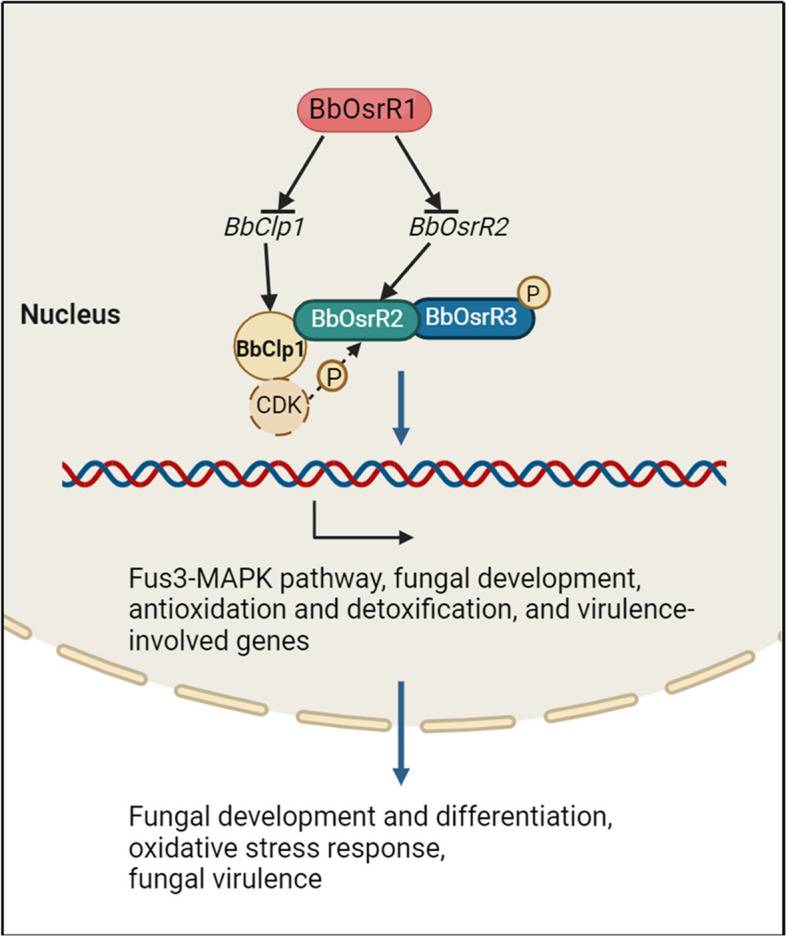 BbOsrR1
BbClp1
BbOsrR2
P
Nucleus
BbOsrR2
BbOsrR3
BbClp1
P
CDK
Fus3-MAPK pathway, fungal development,
antioxidation and detoxification, and virulence-
involved genes
Fungal development and differentiation,
oxidative stress response,
fungal virulence